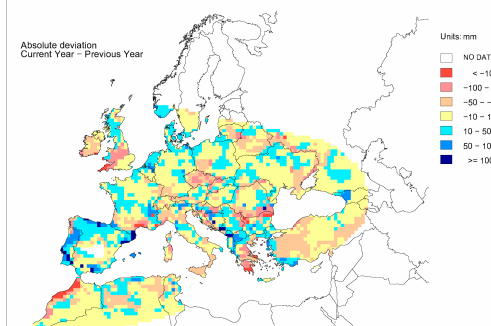 Absolute deviation
Current Year − Previous Year
Units: mm
NO DAT
< −10
−100 −
−50 − −
−10 − 1
10 − 50
50 − 10
>= 100